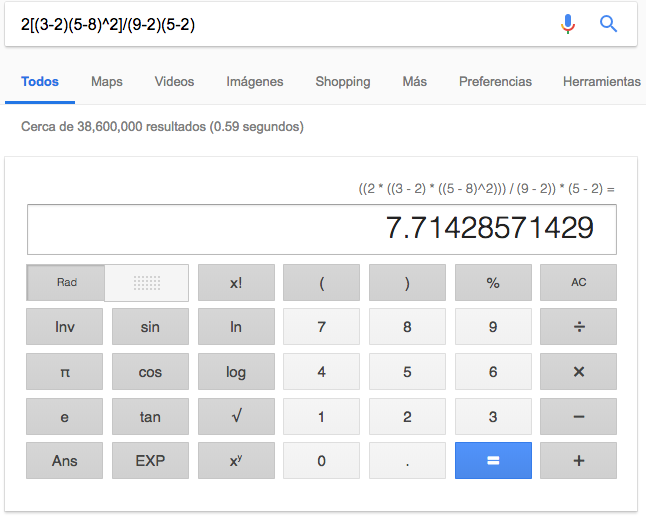 2[(3-2)(5-8)^2]/(9-2)(5-2)
Todos Maps Videos Imágenes Shopping Más Preferencias Herramientas
Cerca de 38,600,000 resultados (0.59 segundos)
((2 * ((3 - 2) * ((5 - 8)^2))) / (9 - 2)) * (5 - 2) =
7.71428571429
Rad x! ( ) % AC
Inv sin ln 7 8 9 ÷
π cos log 4 5 6 ×
e tan √ 1 2 3 −
Ans EXP xʸ 0 . = +